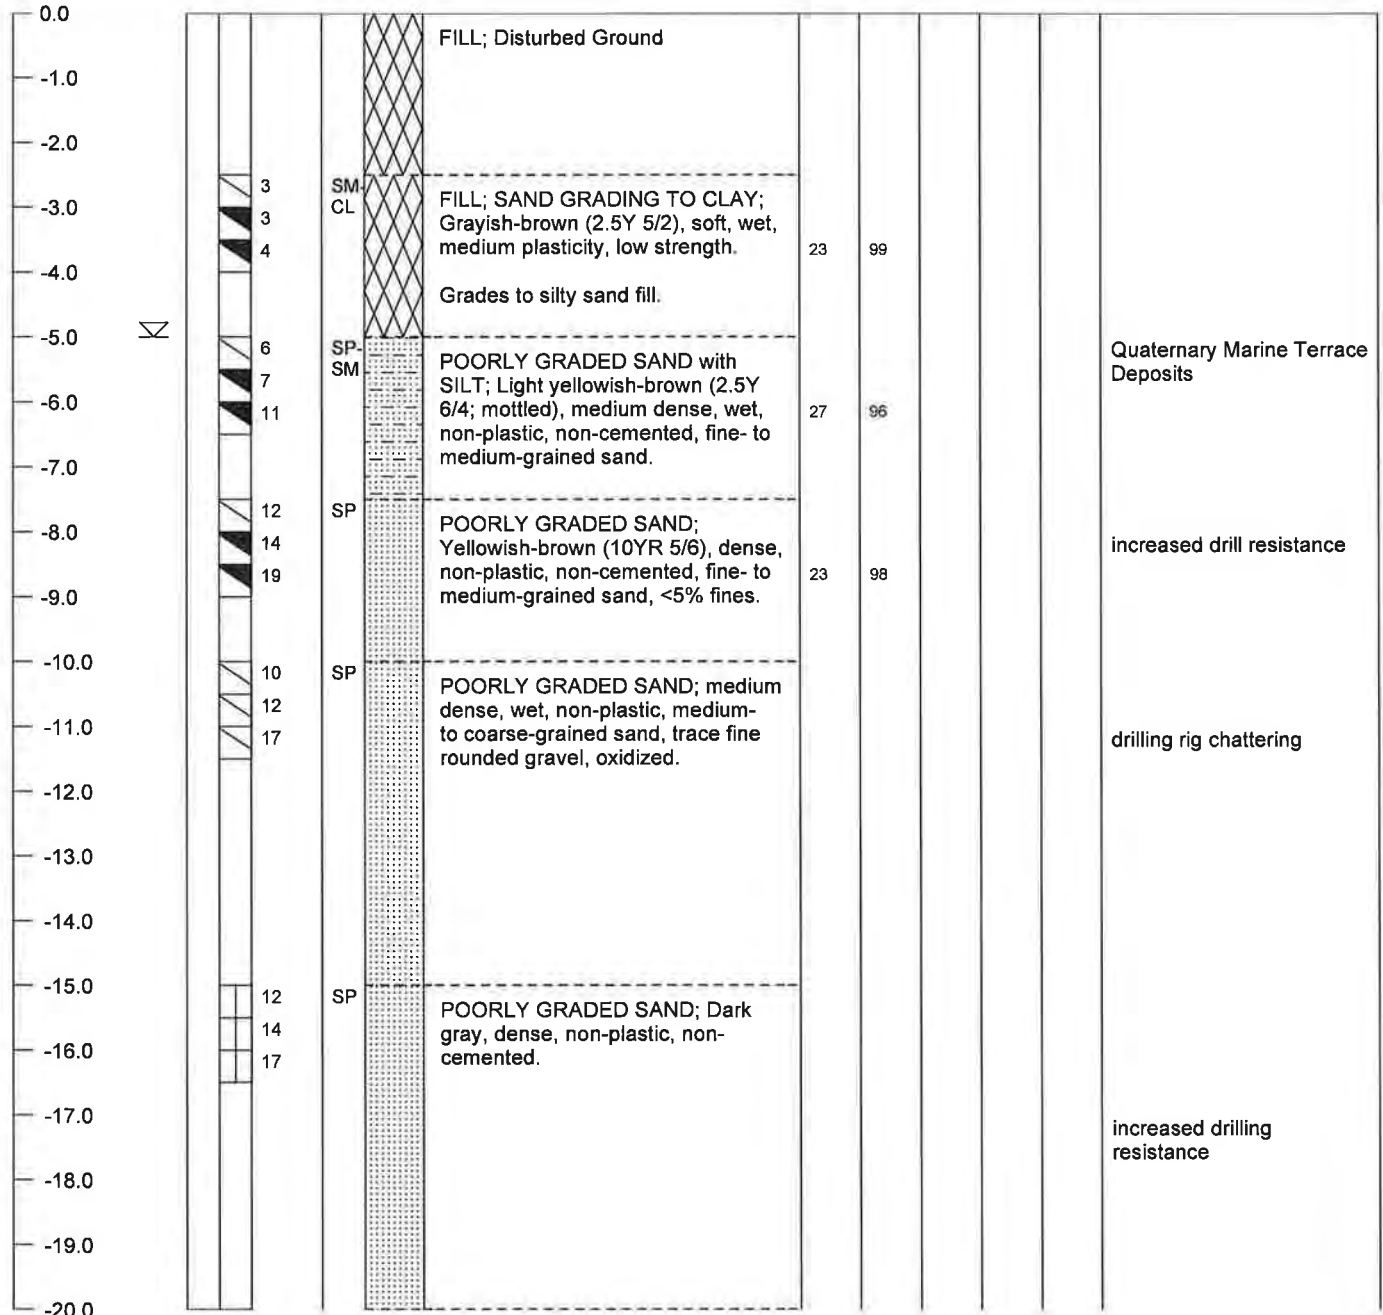 0.0
FILL; Disturbed Ground
-1.0
-2.0
3
SM-
CL
FILL; SAND GRADING TO CLAY;
-3.0
3
Grayish-brown (2.5Y 5/2), soft, wet,
4
medium plasticity, low strength.
23
99
-4.0
Grades to silty sand fill.
-5.0
6
SP-
SM
Quaternary Marine Terrace
Deposits
7
POORLY GRADED SAND with
SILT; Light yellowish-brown (2.5Y
-6.0
11
6/4; mottled), medium dense, wet,
27
96
non-plastic, non-cemented, fine- to
medium-grained sand.
-7.0
12
SP
POORLY GRADED SAND;
-8.0
14
Yellowish-brown (10YR 5/6), dense,
increased drill resistance
19
non-plastic, non-cemented, fine- to
23
98
-9.0
medium-grained sand, <5% fines.
-10.0
10
SP
POORLY GRADED SAND; medium
12
dense, wet, non-plastic, medium-
-11.0
17
to coarse-grained sand, trace fine
drilling rig chattering
rounded gravel, oxidized.
-12.0
-13.0
-14.0
-15.0
12
SP
POORLY GRADED SAND; Dark
14
gray, dense, non-plastic, non-
-16.0
17
cemented.
-17.0
increased drilling
resistance
-18.0
-19.0
-20.0